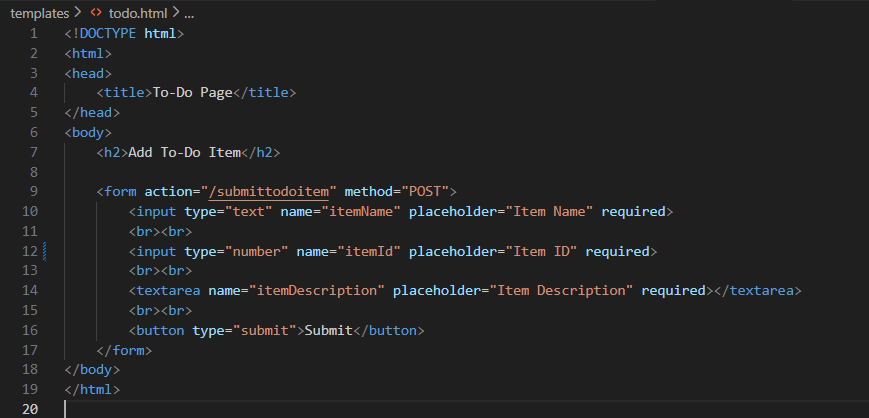 templates > <> todo.html > ...
1 <!DOCTYPE html>
2 <html>
3 <head>
4     <title>To-Do Page</title>
5 </head>
6 <body>
7     <h2>Add To-Do Item</h2>
8
9     <form action="/submittodoitem" method="POST">
10         <input type="text" name="itemName" placeholder="Item Name" required>
11         <br><br>
12         <input type="number" name="itemId" placeholder="Item ID" required>
13         <br><br>
14         <textarea name="itemDescription" placeholder="Item Description" required></textarea>
15         <br><br>
16         <button type="submit">Submit</button>
17     </form>
18 </body>
19 </html>
20